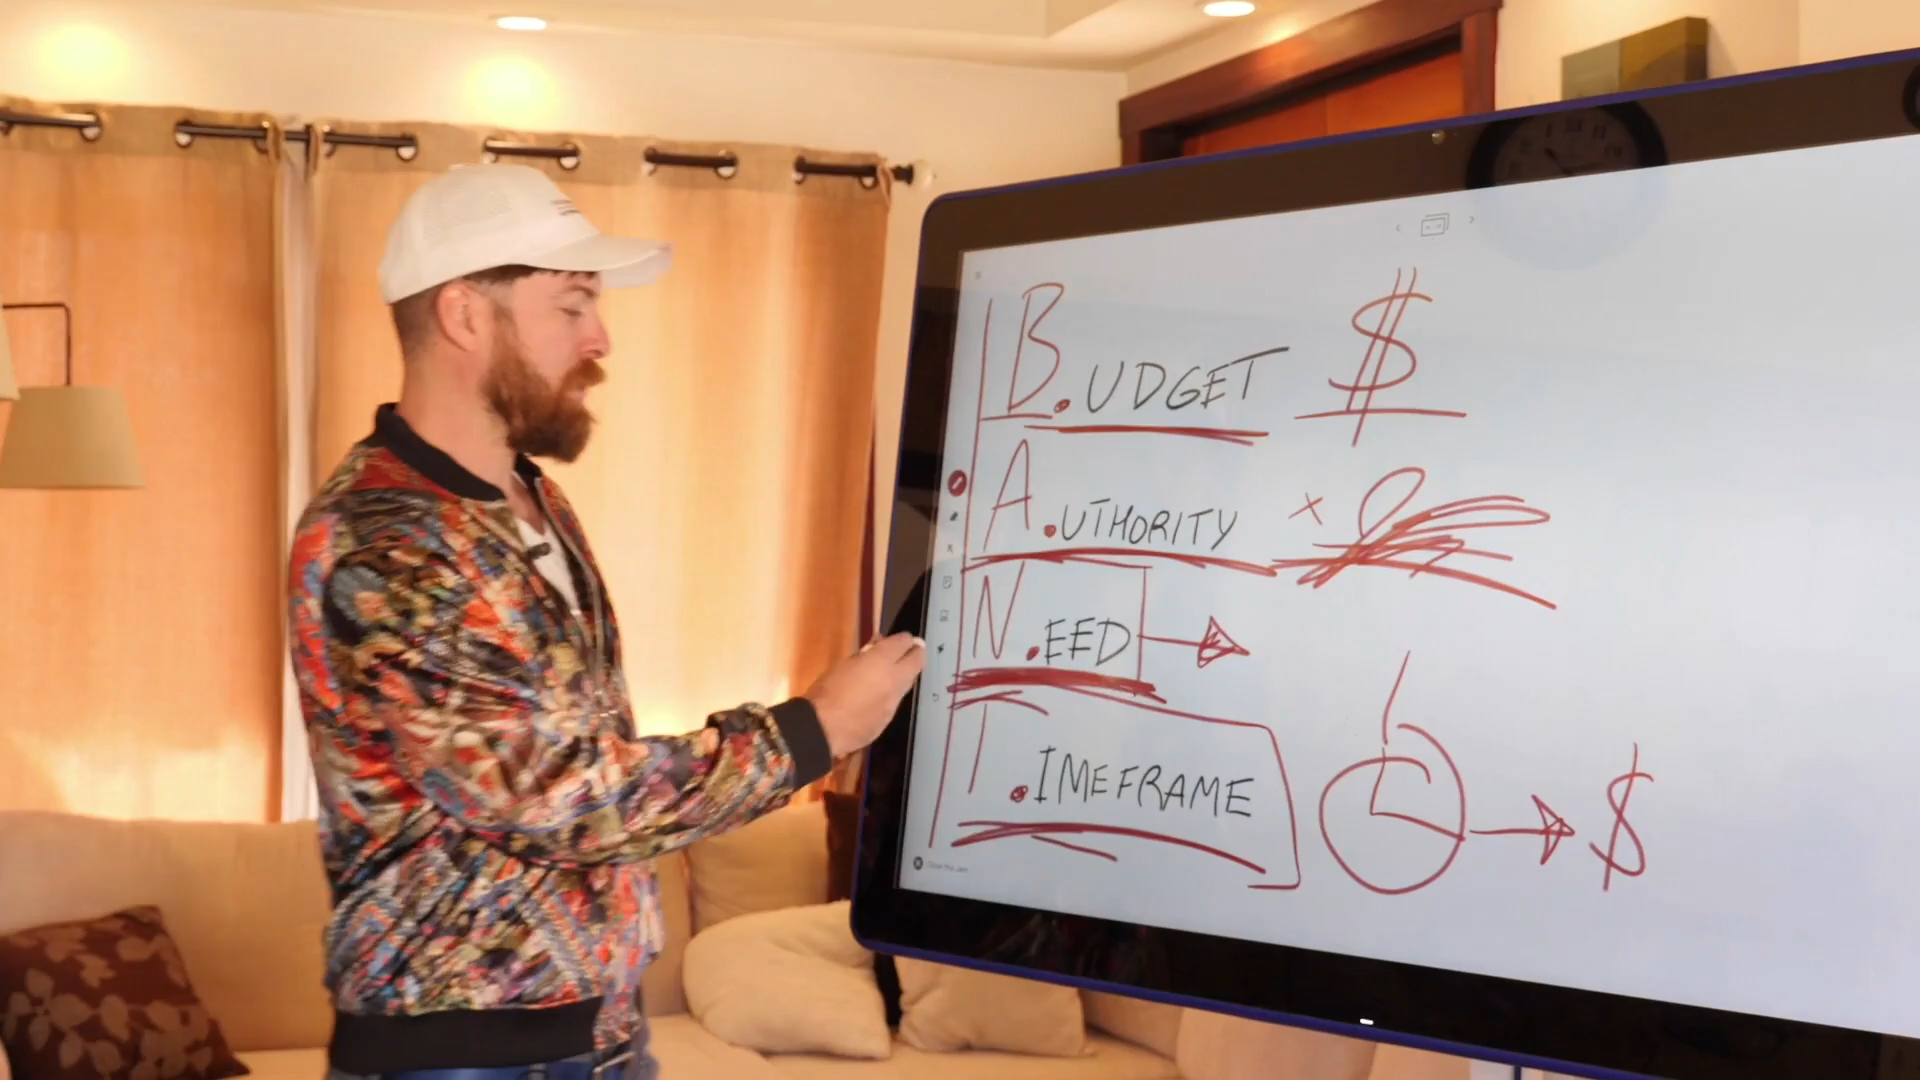 B.UDGET $
A.UTHORITY x
N.EED
T.IMEFRAME $